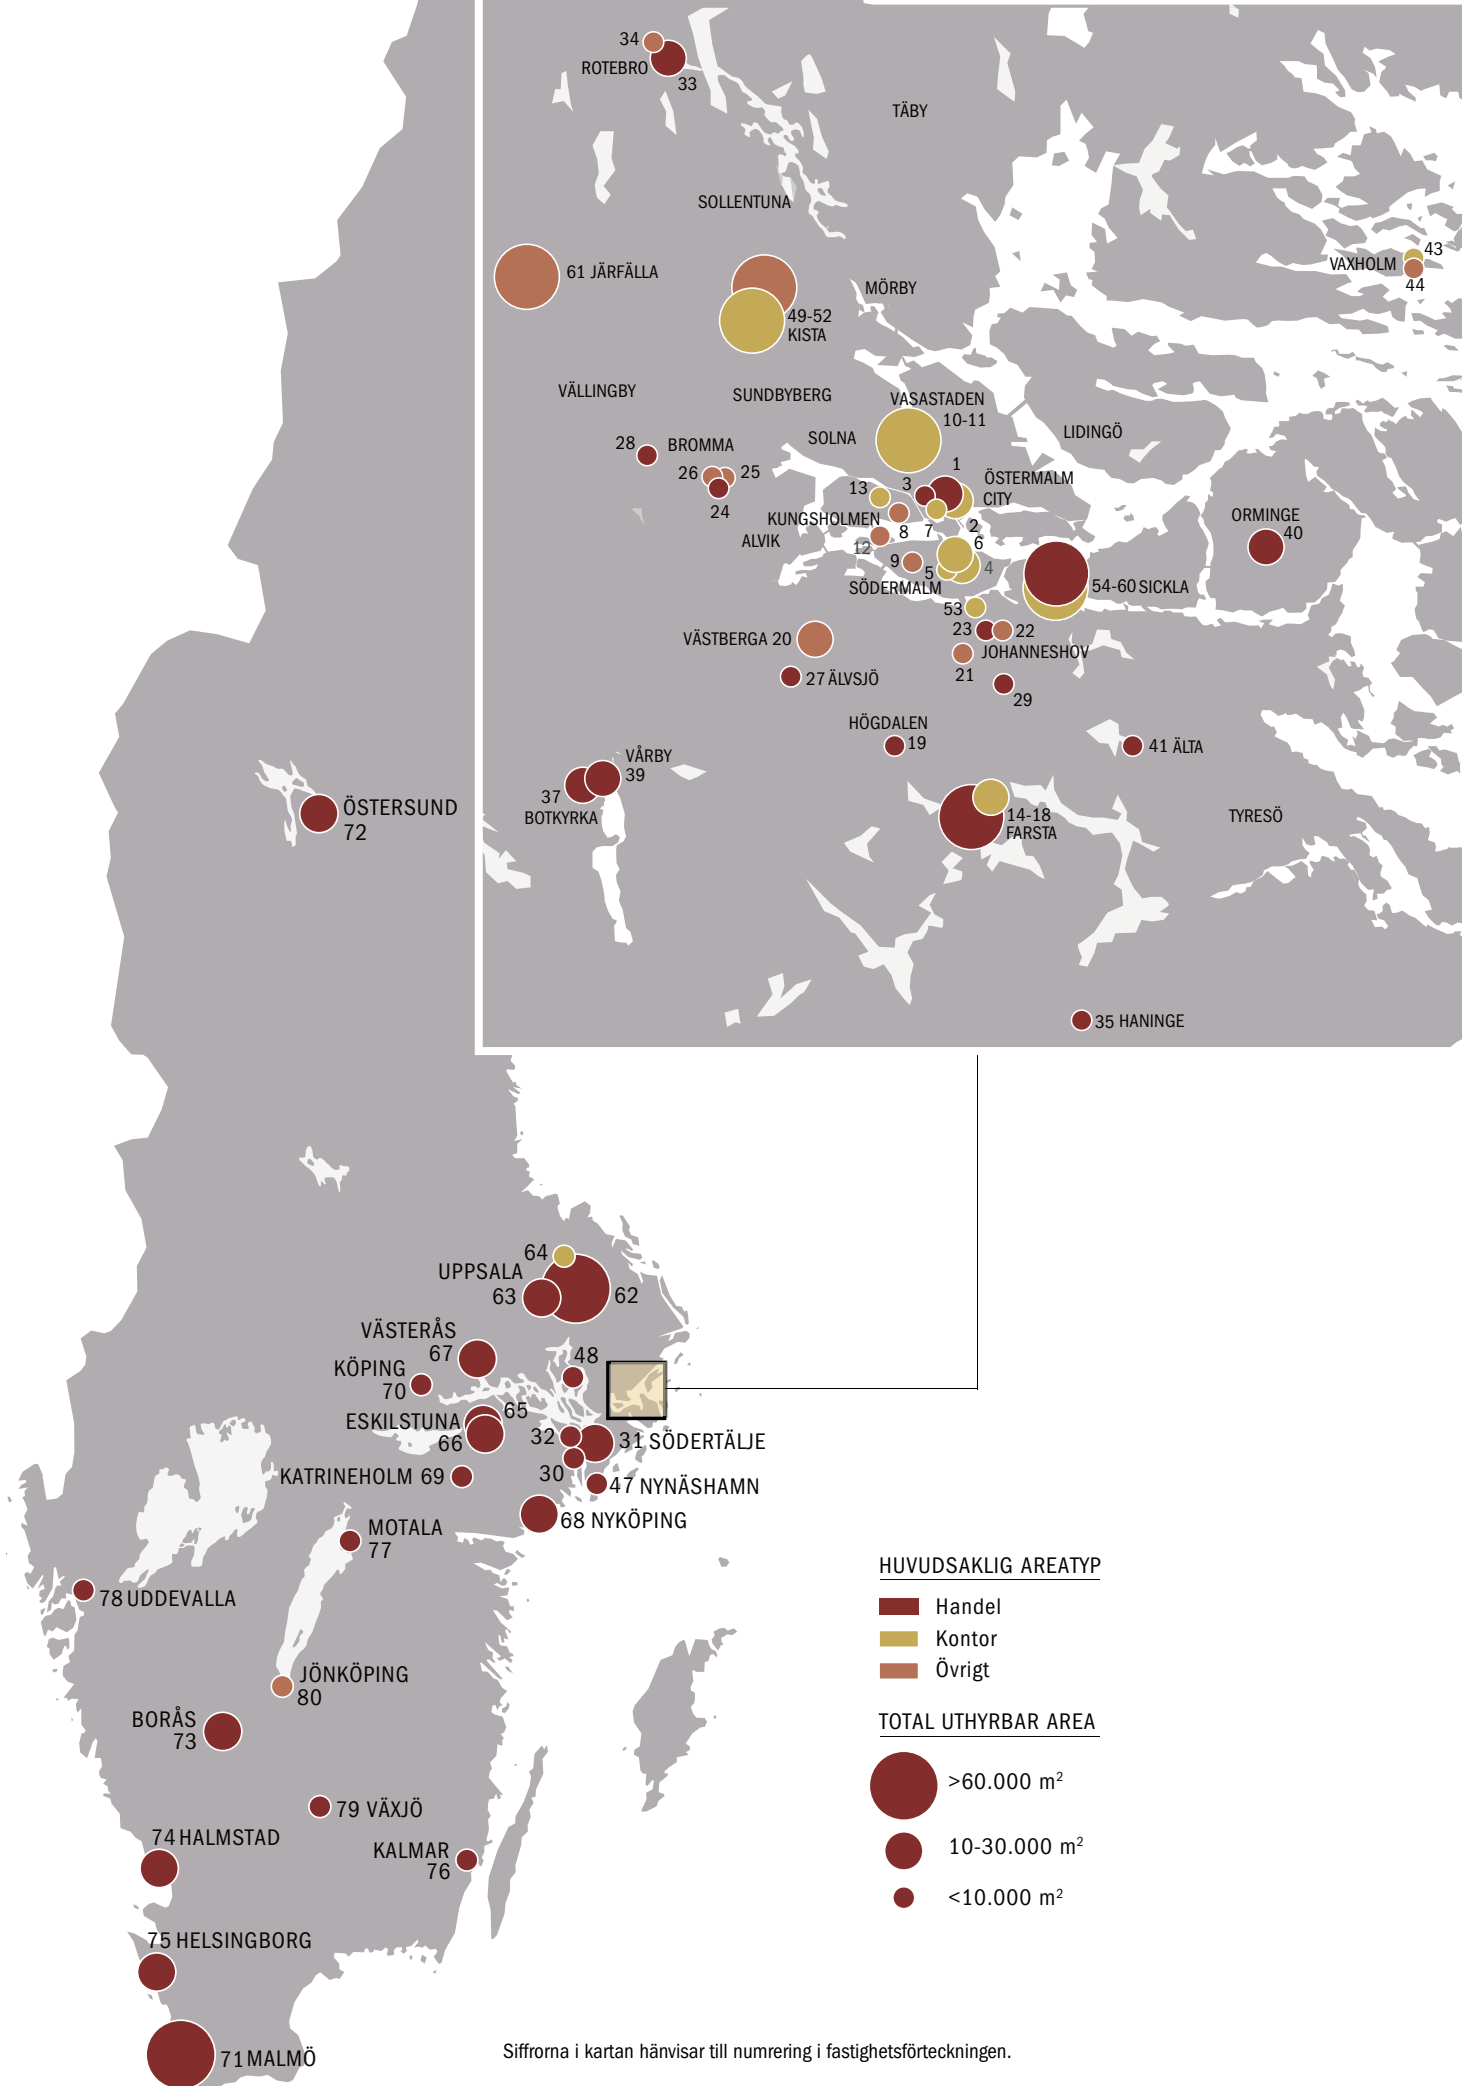 34
ROTEBRO
33
TÄBY
SOLLENTUNA
61 JÄRFÄLLA
MÖRBY
49-52
KISTA
43
VAXHOLM
44
VÄLLINGBY
SUNDBYBERG
VASASTADEN
10-11
SOLNA
LIDINGÖ
28
BROMMA
26
25
24
1
3
13
ÖSTERMALM
CITY
KUNGSHOLMEN
8
7
2
ALVIK
12
6
9
5
4
SÖDERMALM
ORMINGE
40
54-60 SICKLA
53
23
22
VÄSTBERGA 20
JOHANNESHOV
21
27 ÄLVSJÖ
29
HÖGDALEN
19
41 ÄLTA
VÅRBY
39
37
BOTKYRKA
14-18
FARSTA
TYRESÖ
35 HANINGE
ÖSTERSUND
72
64
UPPSALA
63
62
VÄSTERÅS
67
48
KÖPING
70
65
ESKILSTUNA
66
32
31 SÖDERTÄLJE
30
KATRINEHOLM 69
47 NYNÄSHAMN
68 NYKÖPING
MOTALA
77
78 UDDEVALLA
JÖNKÖPING
80
BORÅS
73
79 VÄXJÖ
74 HALMSTAD
KALMAR
76
75 HELSINGBORG
71 MALMÖ
HUVUDSAKLIG AREATYP
Handel
Kontor
Övrigt
TOTAL UTHYRBAR AREA
>60.000 m²
10-30.000 m²
<10.000 m²
Siffrorna i kartan hänvisar till numrering i fastighetsförteckningen.